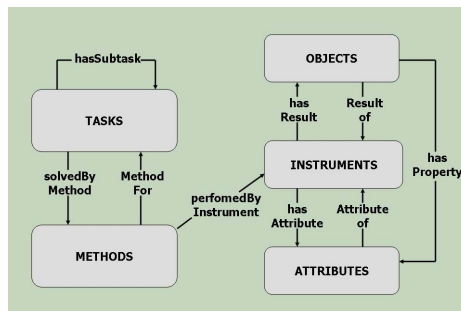 hasSubtask
TASKS
solvedBy
Method
Method
For
METHODS
perfomedBy
Instrument
OBJECTS
has
Result
Result
of
INSTRUMENTS
has
Attribute
Attribute
of
ATTRIBUTES
has
Property